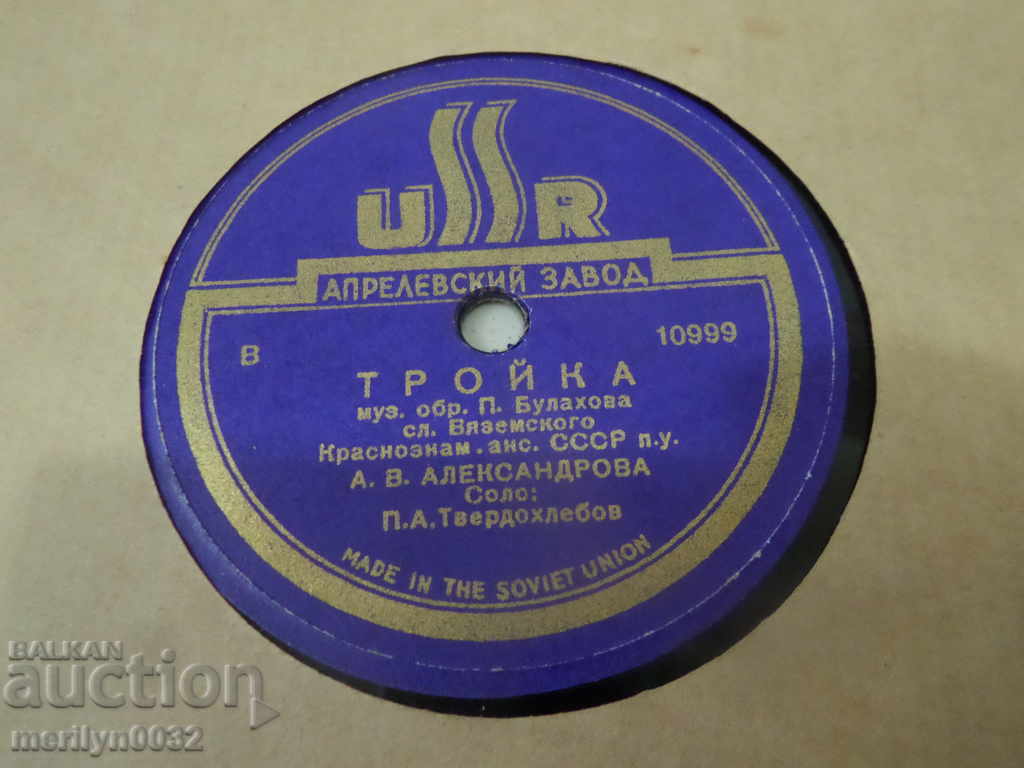 USSR
АПРЕЛЕВСКИЙ ЗАВОД
В 10999
ТРОЙКА
муз. обр. П. Булахова
сл. Вяземского
Краснознам. анс. СССР п.у.
А. В. АЛЕКСАНДРОВА
Соло:
П.А.Твердохлебов
MADE IN THE SOVIET UNION
BALKAN
auction
merilyn0032